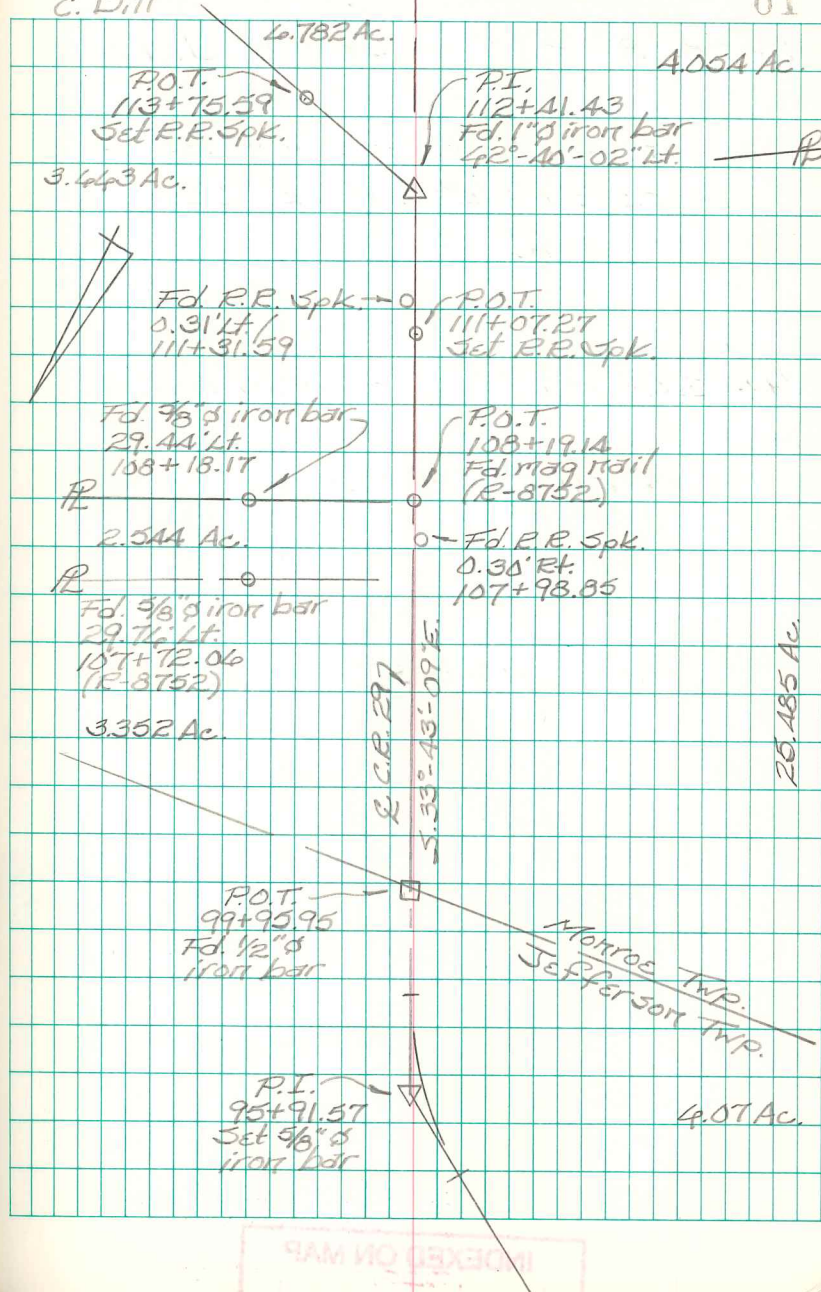 C. Dill
6.782 Ac.
4.054 Ac.
P.O.T.
113+75.59
Set R.R. Spk.
P.I.
112+41.43
Fd. 1"ø iron bar
42°-40'-02" Lt.
PL
3.443 Ac.
Fd. R.R. Spk.
0.31' Lt./
111+31.59
P.O.T.
111+07.27
Set R.R. Spk.
Fd. 5/8"ø iron bar
29.44' Lt.
108+18.17
P.O.T.
108+19.14
Fd. mag nail
(R-8752)
PL
2.544 Ac.
Fd. R.R. Spk.
0.30' Rt.
107+98.85
PL
Fd. 5/8"ø iron bar
29.76' Lt.
107+72.06
(R-8752)
3.352 Ac.
℄ C.R. 297
S.33°-43'-09"E.
25.485 Ac.
P.O.T.
99+95.95
Fd. 1/2"ø
iron bar
Monroe Twp.
Jefferson Twp.
P.I.
95+91.57
Set 5/8"ø
iron bar
4.07 Ac.
INDEXED ON MAP